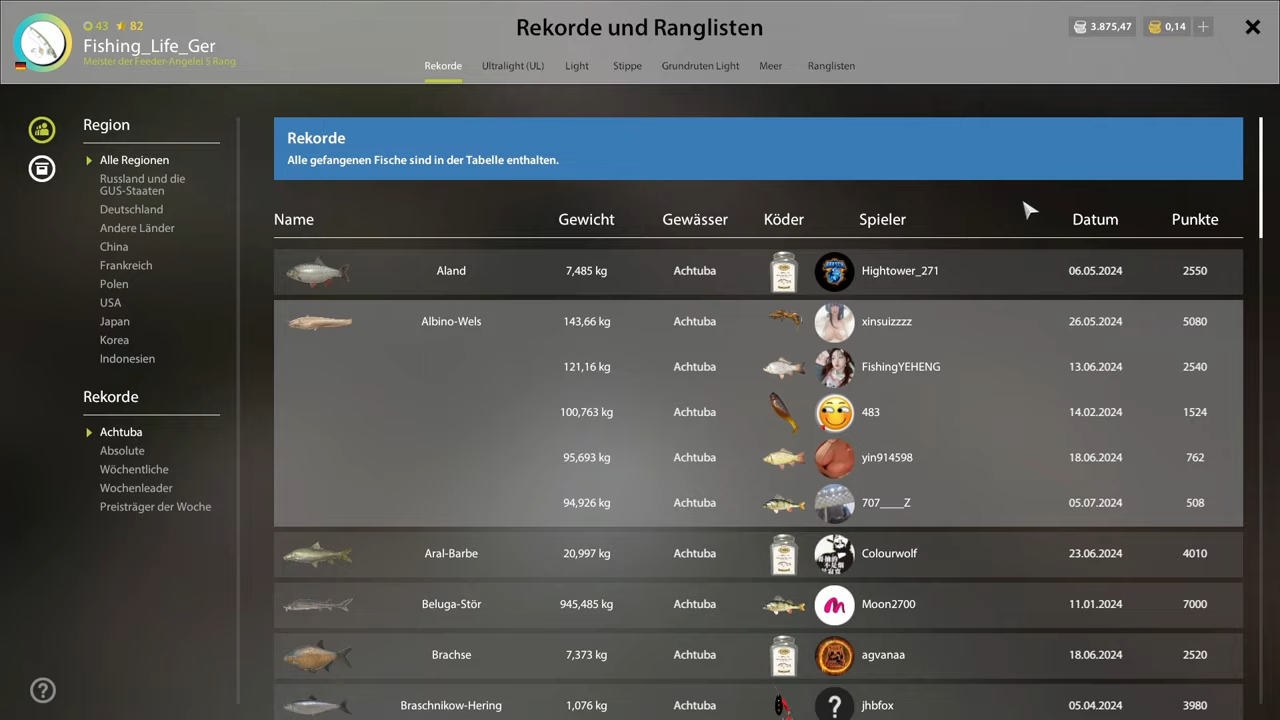 43 82
Fishing_Life_Ger
Meister der Feeder-Angelei 5 Rang
Rekorde und Ranglisten
3.875,47 0,14
Rekorde Ultralight (UL) Light Stippe Grundruten Light Meer Ranglisten
Region
Alle Regionen
Russland und die
GUS-Staaten
Deutschland
Andere Länder
China
Frankreich
Polen
USA
Japan
Korea
Indonesien
Rekorde
Achtuba
Absolute
Wöchentliche
Wochenleader
Preisträger der Woche
Rekorde
Alle gefangenen Fische sind in der Tabelle enthalten.
Name Gewicht Gewässer Köder Spieler Datum Punkte
Aland 7,485 kg Achtuba Hightower_271 06.05.2024 2550
Albino-Wels 143,66 kg Achtuba xinsuizzzz 26.05.2024 5080
121,16 kg Achtuba FishingYEHENG 13.06.2024 2540
100,763 kg Achtuba 483 14.02.2024 1524
95,693 kg Achtuba yin914598 18.06.2024 762
94,926 kg Achtuba 707____Z 05.07.2024 508
Aral-Barbe 20,997 kg Achtuba Colourwolf 23.06.2024 4010
Beluga-Stör 945,485 kg Achtuba Moon2700 11.01.2024 7000
Brachse 7,373 kg Achtuba agvanaa 18.06.2024 2520
Braschnikow-Hering 1,076 kg Achtuba ? jhbfox 05.04.2024 3980
?